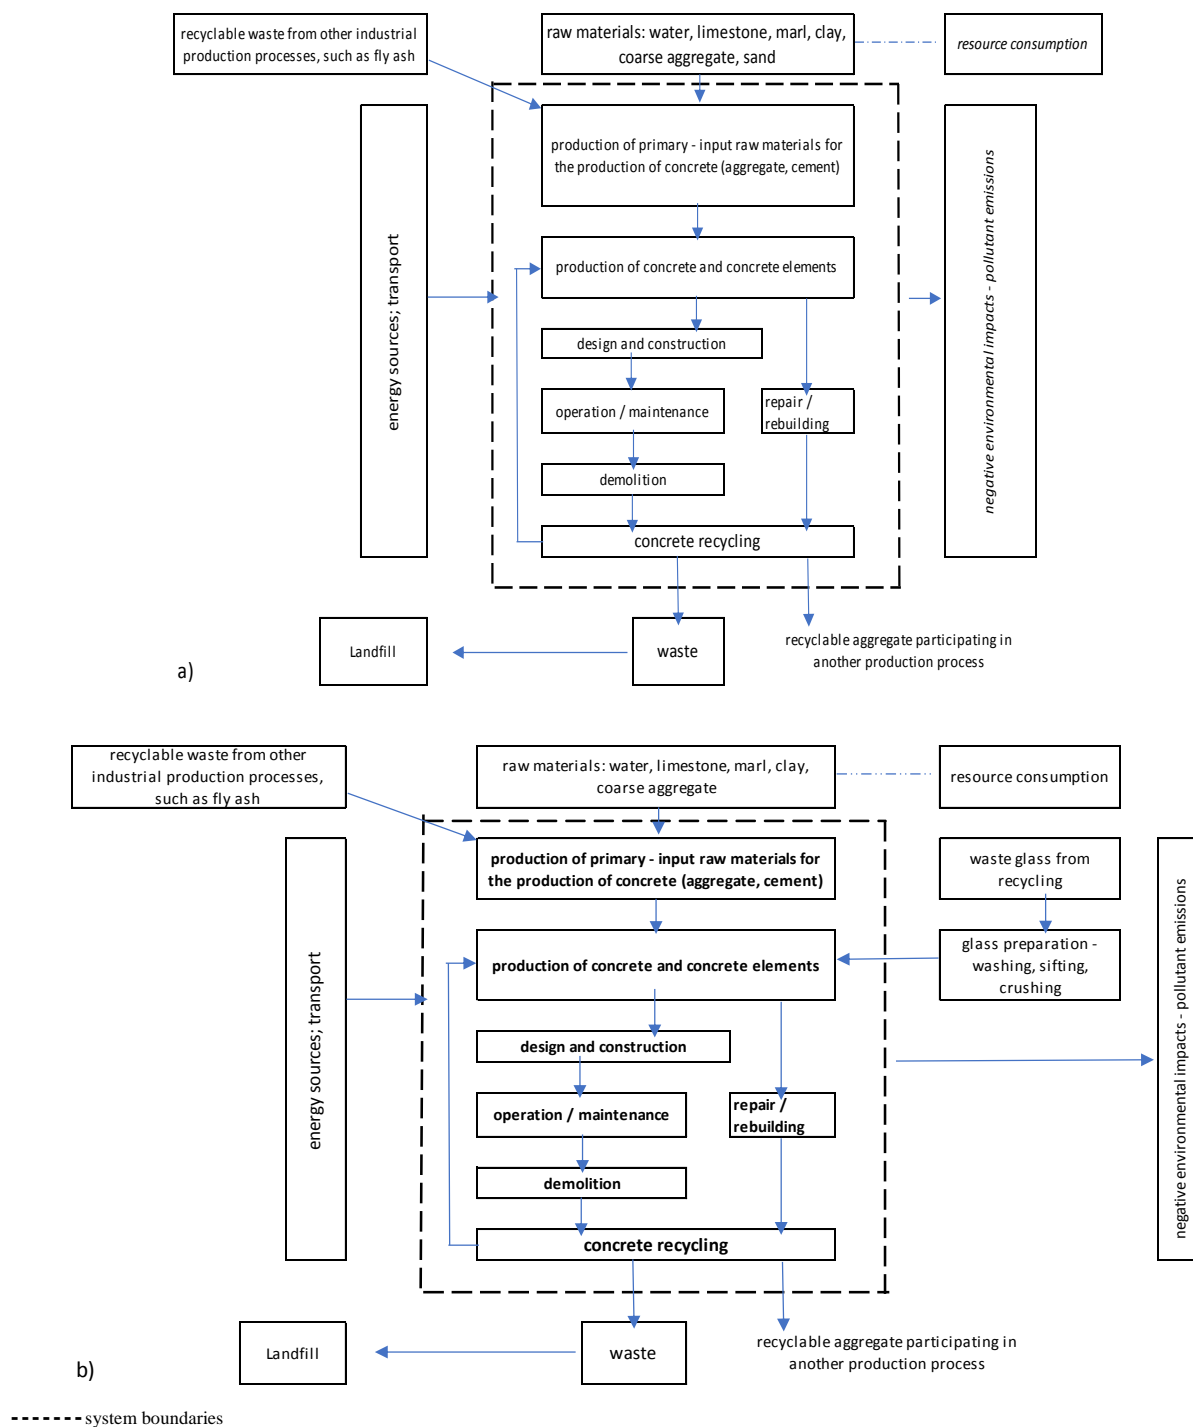 recyclable waste from other industrial
production processes, such as fly ash
raw materials: water, limestone, marl, clay,
coarse aggregate, sand
resource consumption
production of primary - input raw materials for
the production of concrete (aggregate, cement)
energy sources; transport
negative environmental impacts - pollutant emissions
production of concrete and concrete elements
design and construction
operation / maintenance
repair /
rebuilding
demolition
concrete recycling
Landfill
waste
recyclable aggregate participating in
another production process
a)
recyclable waste from other
industrial production processes,
such as fly ash
raw materials: water, limestone, marl, clay,
coarse aggregate
resource consumption
production of primary - input raw materials for
the production of concrete (aggregate, cement)
waste glass from
recycling
energy sources; transport
negative environmental impacts - pollutant emissions
production of concrete and concrete elements
glass preparation -
washing, sifting,
crushing
design and construction
operation / maintenance
repair /
rebuilding
demolition
concrete recycling
Landfill
waste
recyclable aggregate participating in
another production process
b)
system boundaries